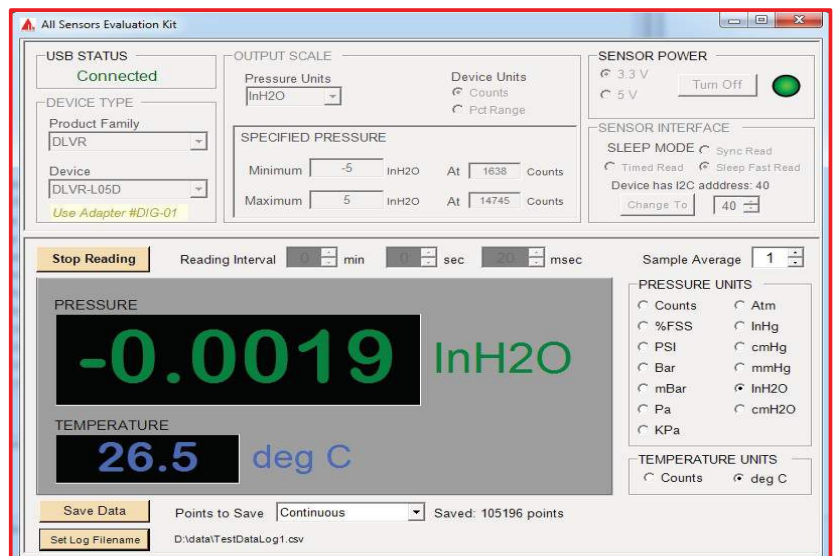 All Sensors Evaluation Kit
USB STATUS
Connected
DEVICE TYPE
Product Family
DLVR
Device
DLVR-L05D
Use Adapter #DIG-01
OUTPUT SCALE
Pressure Units
InH2O
Device Units
Counts
Pct Range
SPECIFIED PRESSURE
Minimum -5 InH2O At 1638 Counts
Maximum 5 InH2O At 14745 Counts
SENSOR POWER
3.3 V
5 V
Turn Off
SENSOR INTERFACE
SLEEP MODE Sync Read
Timed Read Sleep Fast Read
Device has I2C adddress: 40
Change To 40
Stop Reading Reading Interval 0 min 0 sec 20 msec Sample Average 1
PRESSURE
-0.0019 InH2O
TEMPERATURE
26.5 deg C
PRESSURE UNITS
Counts Atm
%FSS InHg
PSI cmHg
Bar mmHg
mBar InH2O
Pa cmH2O
KPa
TEMPERATURE UNITS
Counts deg C
Save Data Points to Save Continuous Saved: 105196 points
Set Log Filename D:\data\TestDataLog1.csv